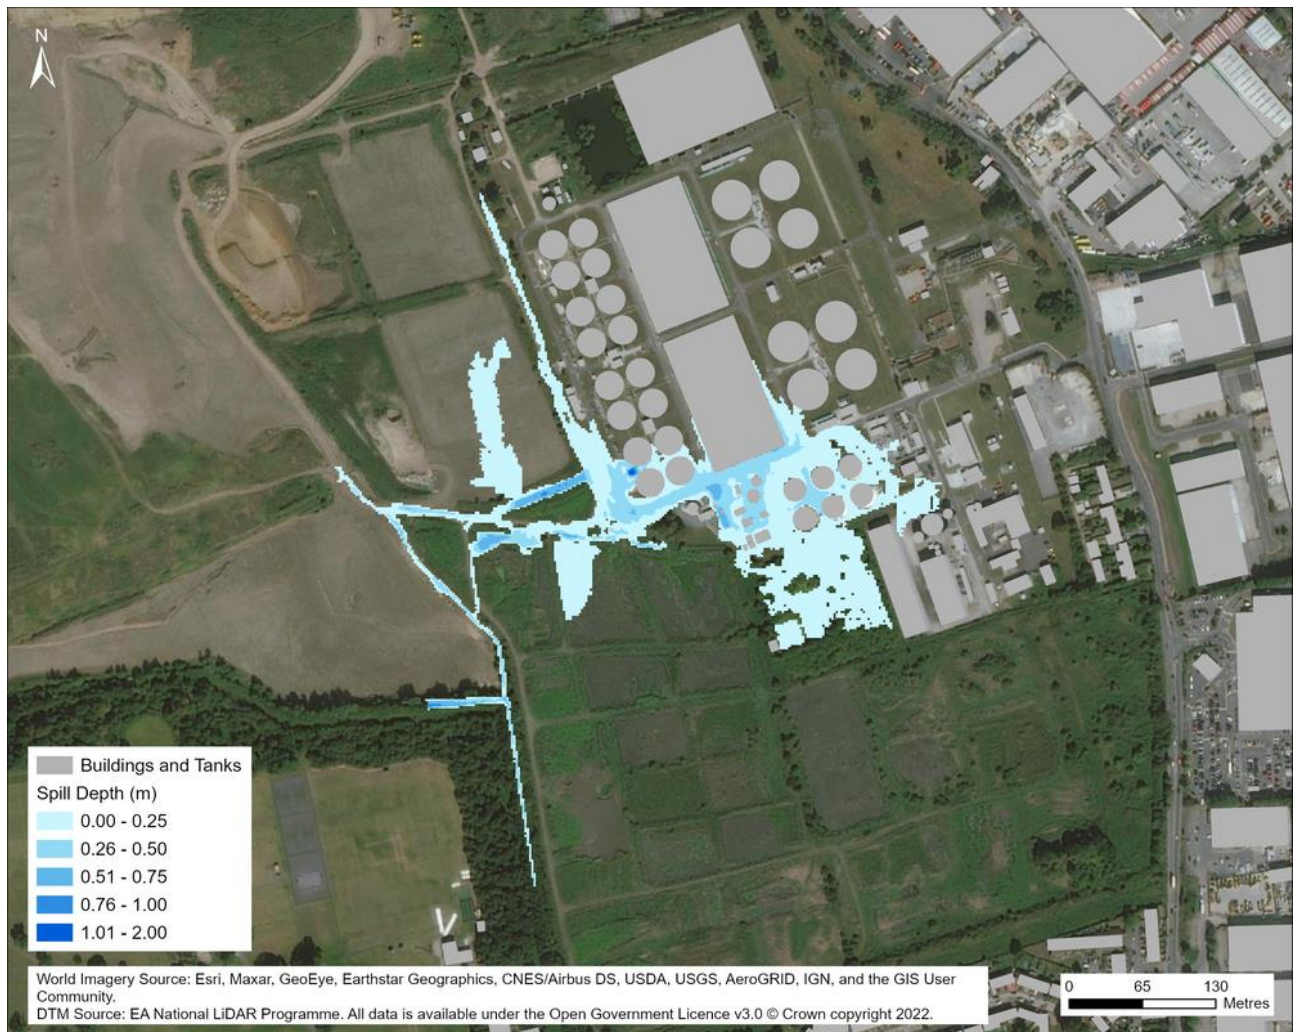 N
Buildings and Tanks
Spill Depth (m)
0.00 - 0.25
0.26 - 0.50
0.51 - 0.75
0.76 - 1.00
1.01 - 2.00
World Imagery Source: Esri, Maxar, GeoEye, Earthstar Geographics, CNES/Airbus DS, USDA, USGS, AeroGRID, IGN, and the GIS User
Community.
DTM Source: EA National LiDAR Programme. All data is available under the Open Government Licence v3.0 © Crown copyright 2022.
0 65 130
Metres